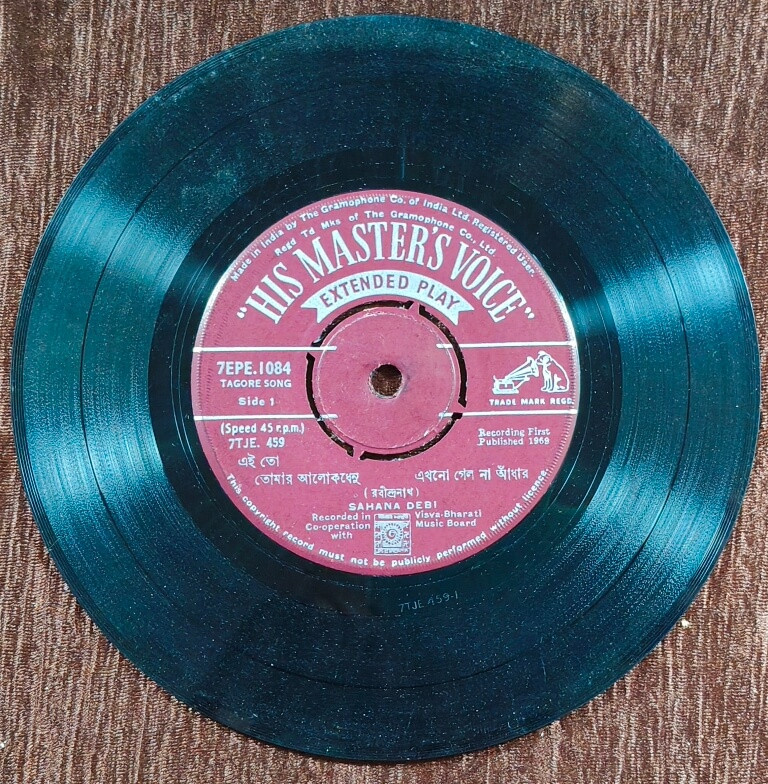 Made in India by The Gramophone Co. of India Ltd. Registered User.
Regd Td Mks of The Gramophone Co., Ltd
"HIS MASTER'S VOICE"
EXTENDED PLAY
7EPE.1084
TAGORE SONG
Side 1
TRADE MARK REGD.
(Speed 45 r.p.m.)
7TJE. 459
Recording First
Published 1969
এই তো
তোমার আলোকধেনু এখনো গেল না আঁধার
(রবীন্দ্রনাথ)
SAHANA DEBI
Recorded in Visva-Bharati
Co-operation Music Board
with
This copyright record must not be publicly performed without licence.
7TJE 459-1